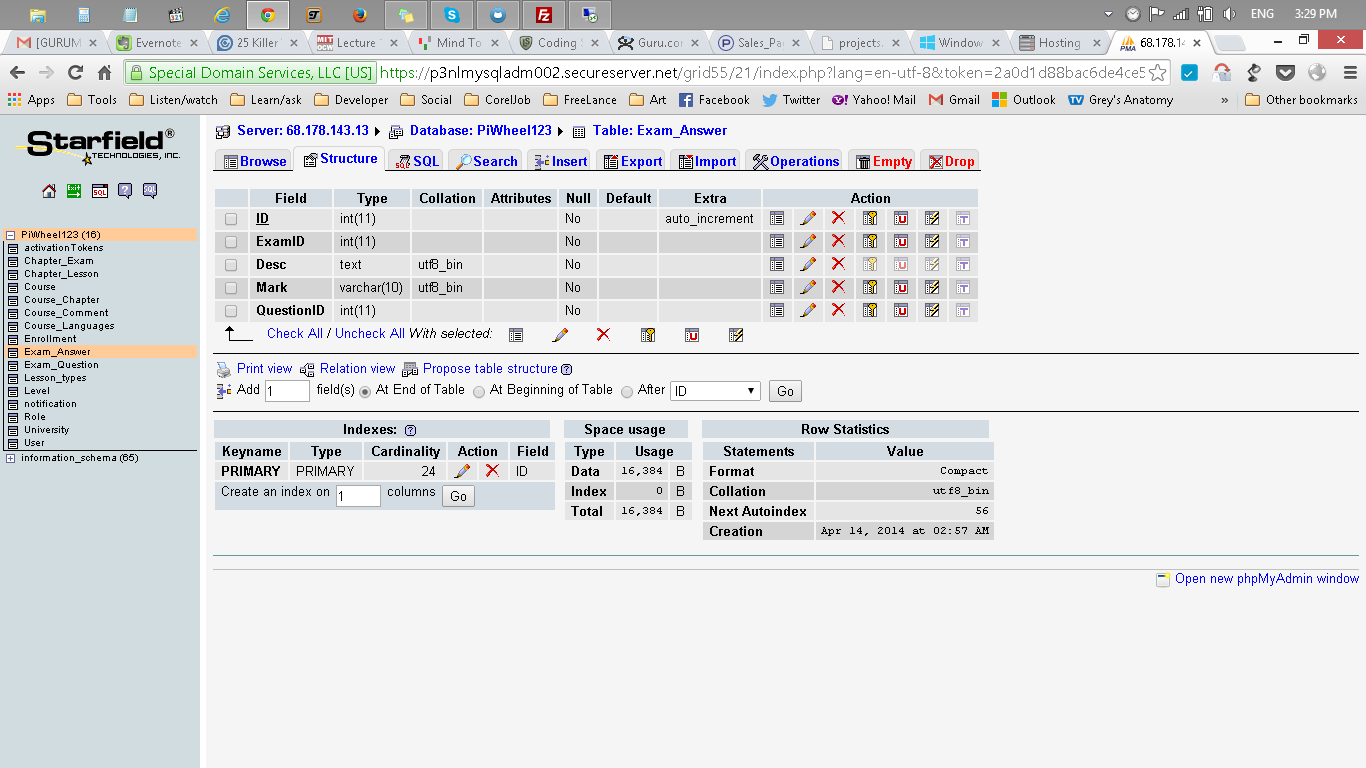 ENG 3:29 PM
[GURUM Evernote 25 Killer Lecture Mind To Coding Guru.co Sales_Pa projects. Window Hosting 68.178.14
Special Domain Services, LLC [US] https://p3nlmysqladm002.secureserver.net/grid55/21/index.php?lang=en-utf-8&token=2a0d1d88bac6de4ce5
Apps Tools Listen/watch Learn/ask Developer Social CorelJob FreeLance Art Facebook Twitter Yahoo! Mail Gmail Outlook Grey's Anatomy » Other bookmarks
Starfield®
TECHNOLOGIES, INC.
PiWheel123 (16)
activationTokens
Chapter_Exam
Chapter_Lesson
Course
Course_Chapter
Course_Comment
Course_Languages
Enrollment
Exam_Answer
Exam_Question
Lesson_types
Level
notification
Role
University
User
information_schema (65)
Server: 68.178.143.13 Database: PiWheel123 Table: Exam_Answer
Browse Structure SQL Search Insert Export Import Operations Empty Drop
Field Type Collation Attributes Null Default Extra Action
ID int(11) No auto_increment
ExamID int(11) No
Desc text utf8_bin No
Mark varchar(10) utf8_bin No
QuestionID int(11) No
Check All / Uncheck All With selected:
Print view Relation view Propose table structure
Add 1 field(s) At End of Table At Beginning of Table After ID Go
Indexes:
Keyname Type Cardinality Action Field
PRIMARY PRIMARY 24 ID
Create an index on 1 columns Go
Space usage
Type Usage
Data 16,384 B
Index 0 B
Total 16,384 B
Row Statistics
Statements Value
Format Compact
Collation utf8_bin
Next Autoindex 56
Creation Apr 14, 2014 at 02:57 AM
Open new phpMyAdmin window